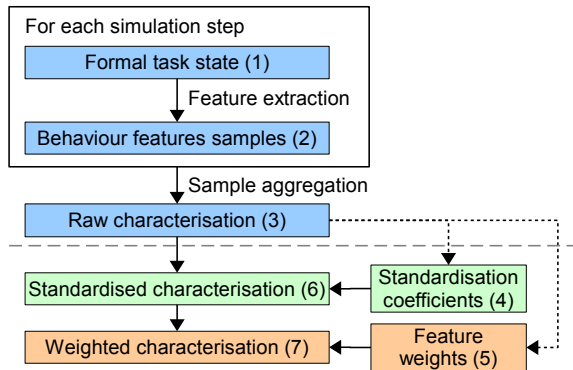 For each simulation step
Formal task state (1)
Feature extraction
Behaviour features samples (2)
Sample aggregation
Raw characterisation (3)
Standardised characterisation (6)
Standardisation
coefficients (4)
Weighted characterisation (7)
Feature
weights (5)